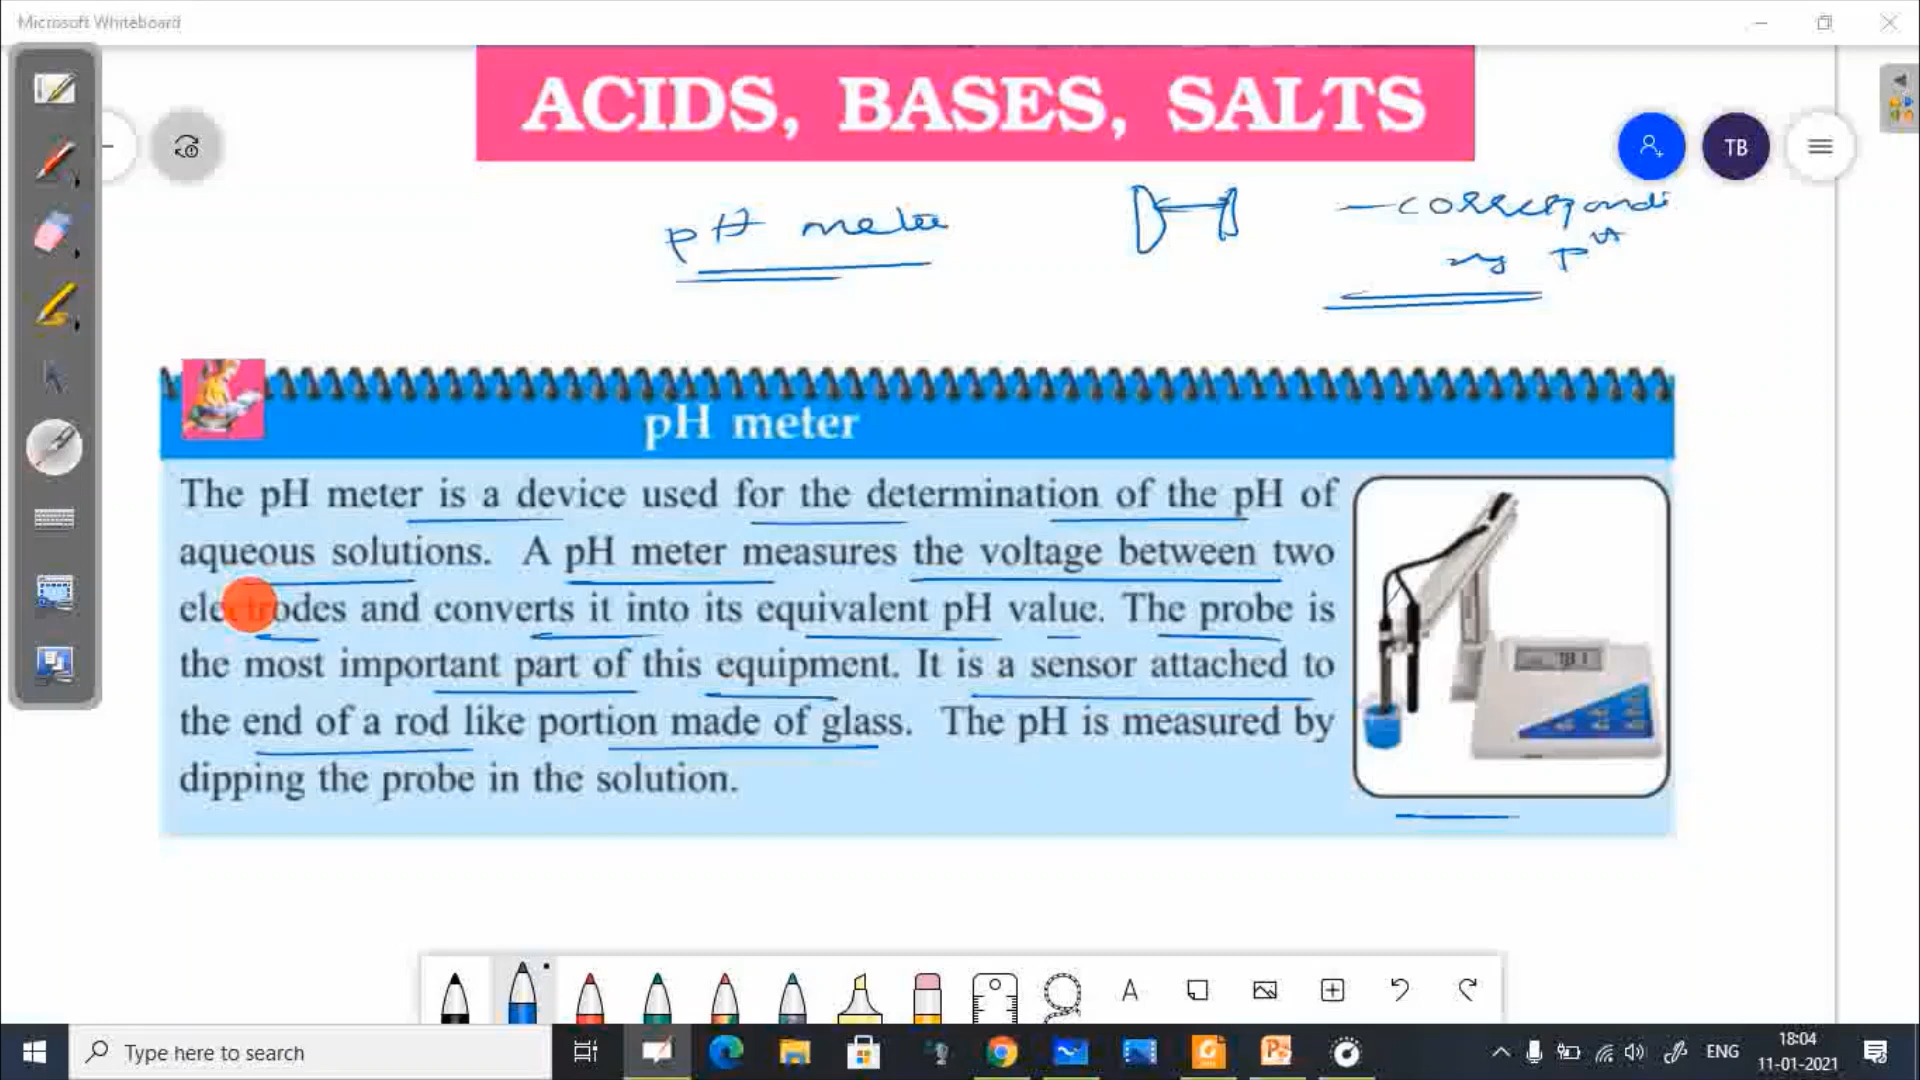 Microsoft Whiteboard
ACIDS, BASES, SALTS
TB
pH meter
— correspondi
ng pH
pH meter
The pH meter is a device used for the determination of the pH of
aqueous solutions. A pH meter measures the voltage between two
electrodes and converts it into its equivalent pH value. The probe is
the most important part of this equipment. It is a sensor attached to
the end of a rod like portion made of glass. The pH is measured by
dipping the probe in the solution.
A
Type here to search
ENG
18:04
11-01-2021